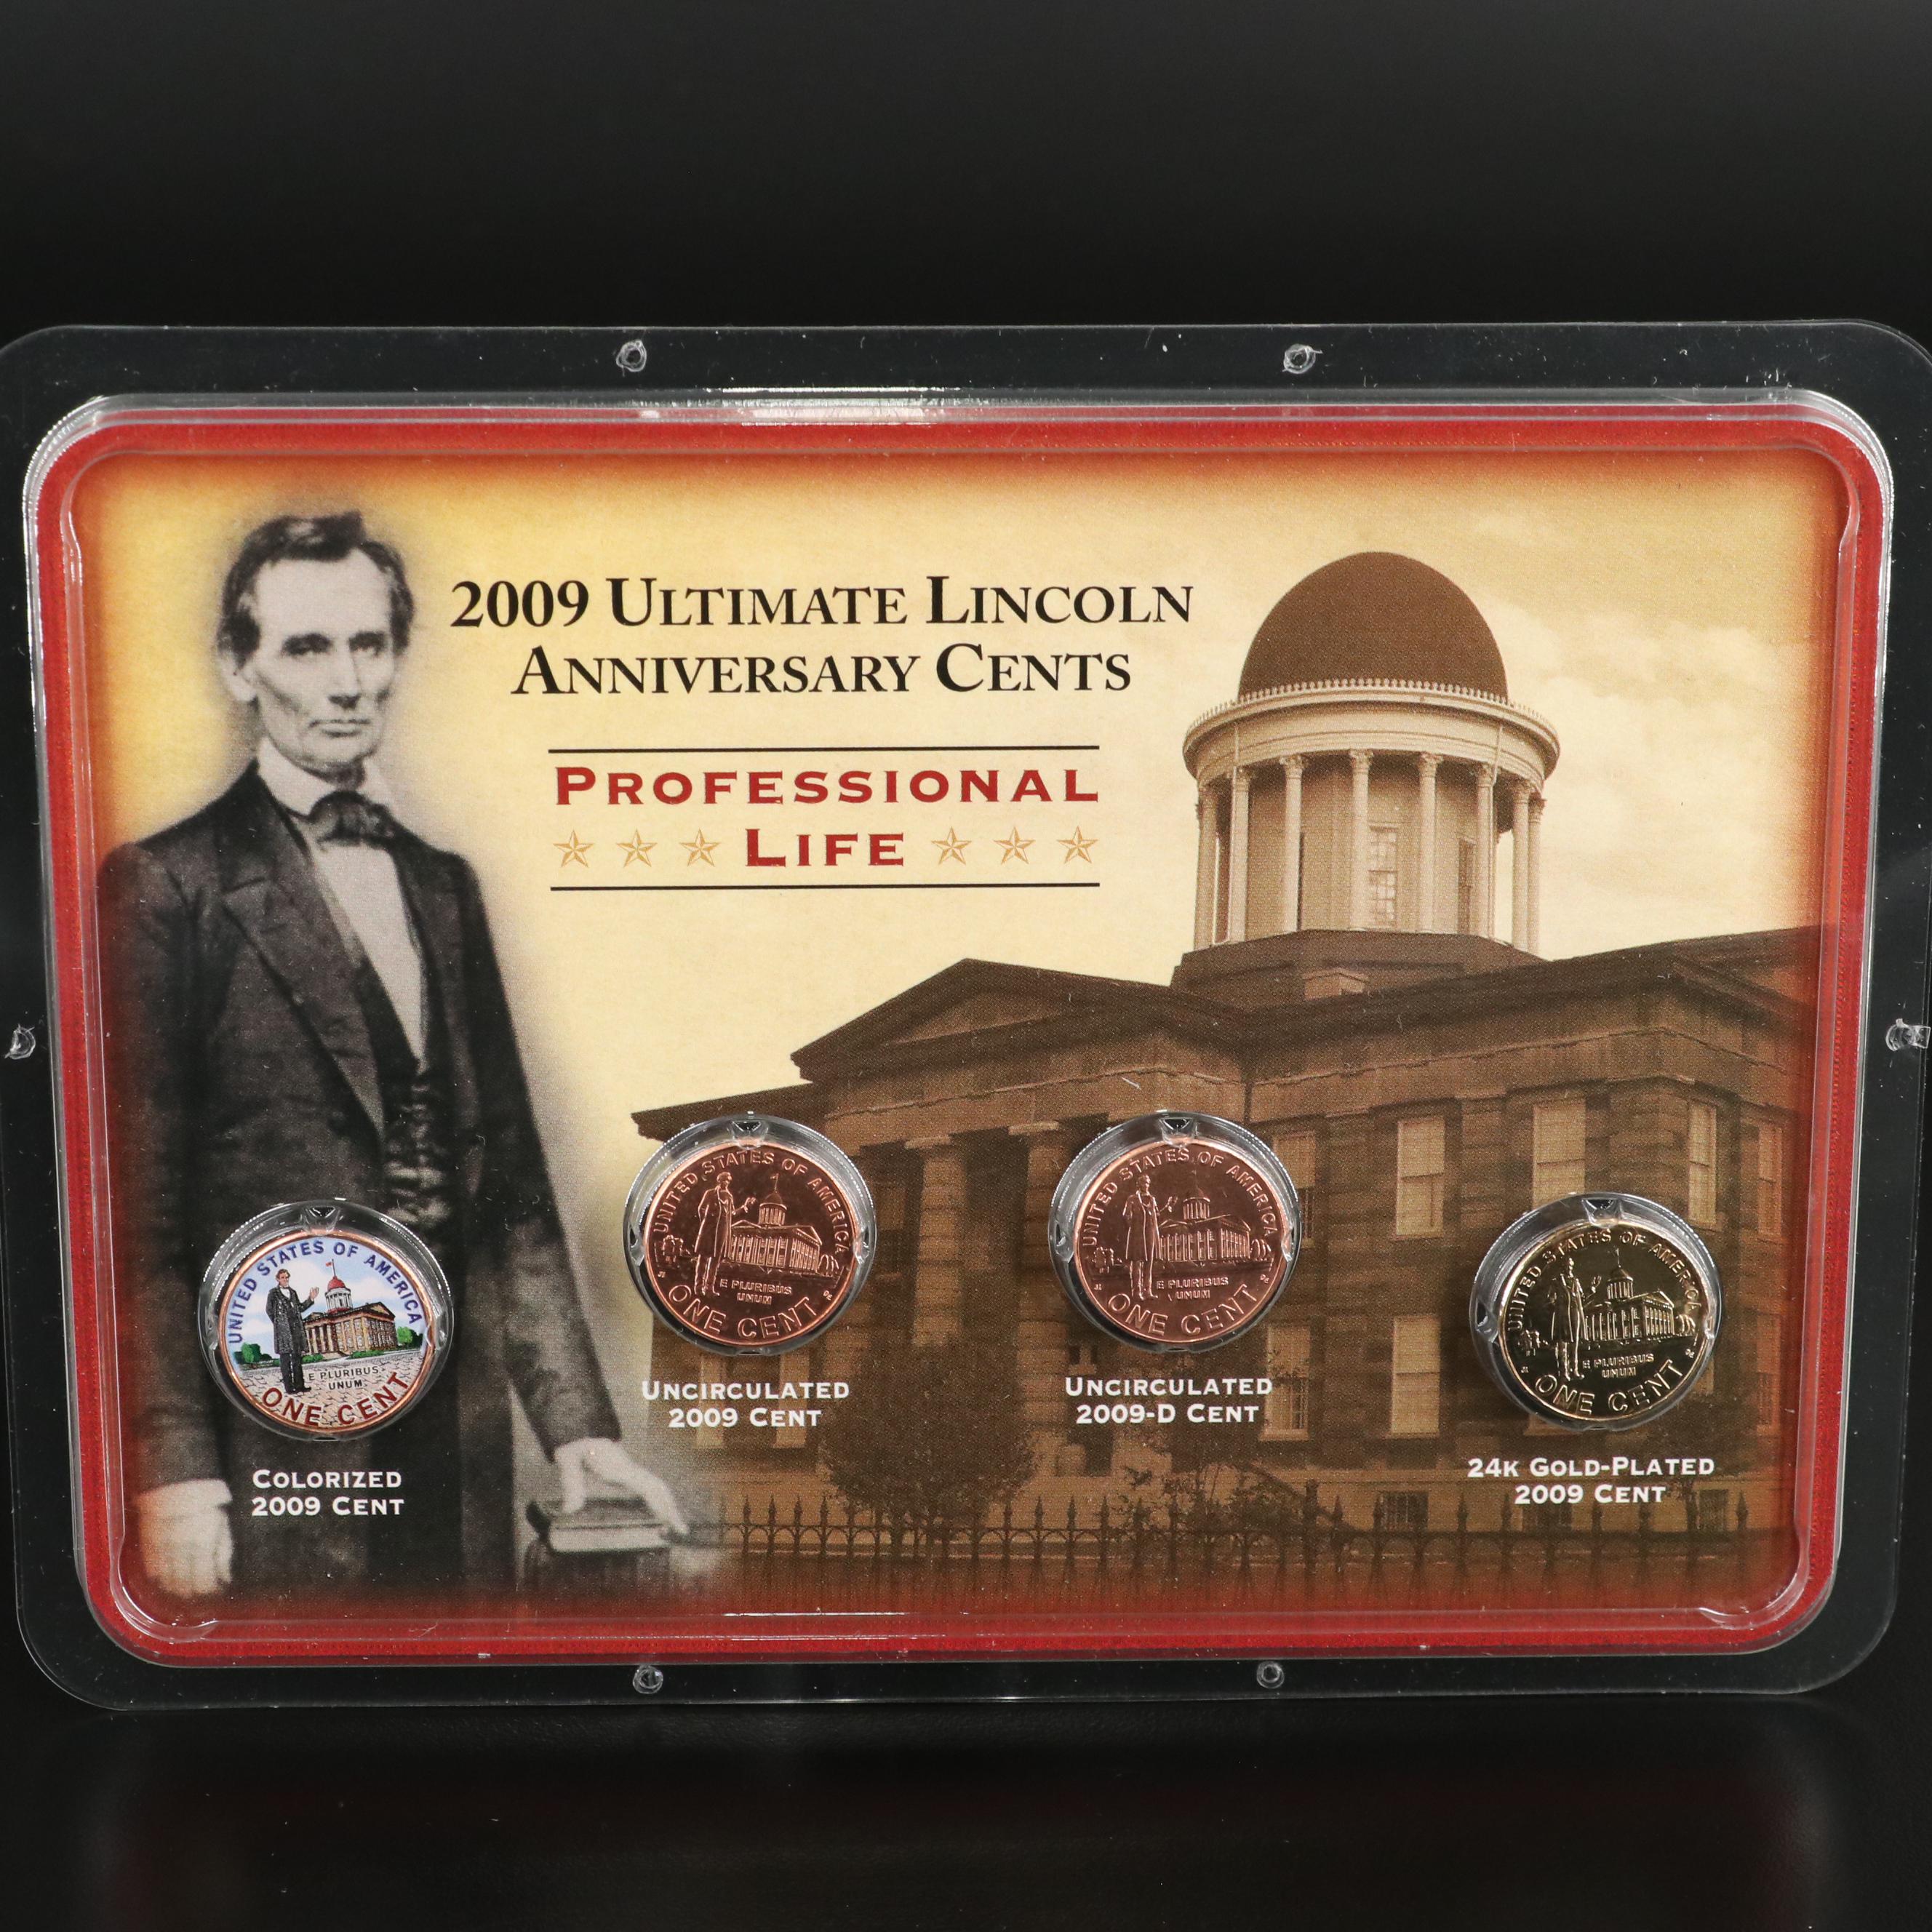 2009 Ultimate Lincoln
Anniversary Cents
Professional
Life
UNITED STATES OF AMERICA
E PLURIBUS
UNUM
ONE CENT
Colorized
2009 Cent
UNITED STATES OF AMERICA
E PLURIBUS
UNUM
ONE CENT
Uncirculated
2009 Cent
UNITED STATES OF AMERICA
E PLURIBUS
UNUM
ONE CENT
Uncirculated
2009-D Cent
UNITED STATES OF AMERICA
E PLURIBUS
UNUM
ONE CENT
24k Gold-Plated
2009 Cent